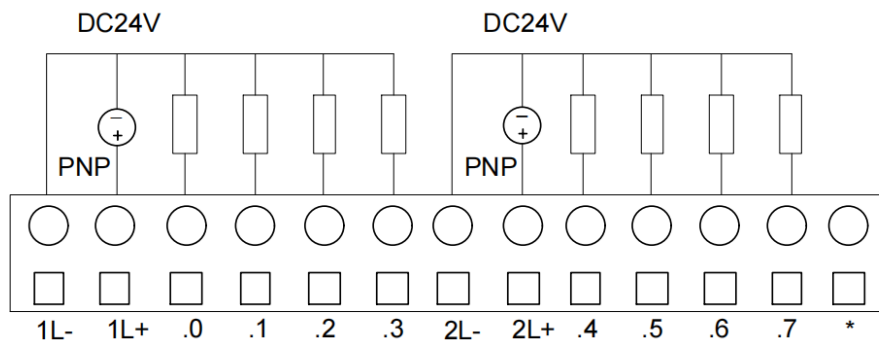 DC24V DC24V
− −
+ +
PNP PNP
1L- 1L+ .0 .1 .2 .3 2L- 2L+ .4 .5 .6 .7 *